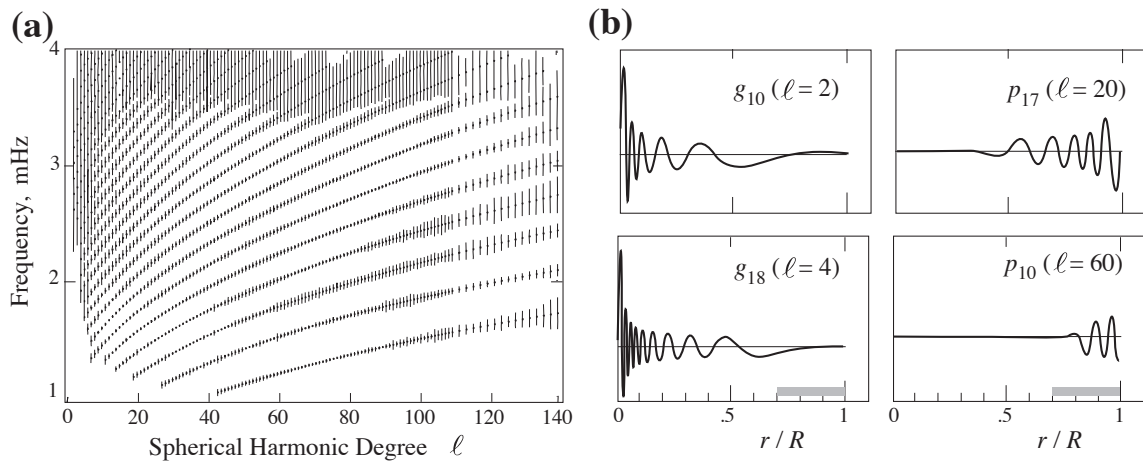 (a)
4
3
2
1
Frequency, mHz
0 20 40 60 80 100 120 140
Spherical Harmonic Degree ℓ
(b)
g10 (ℓ= 2)
p17 (ℓ= 20)
g18 (ℓ= 4)
p10 (ℓ= 60)
0 .5 1
r / R
0 .5 1
r / R